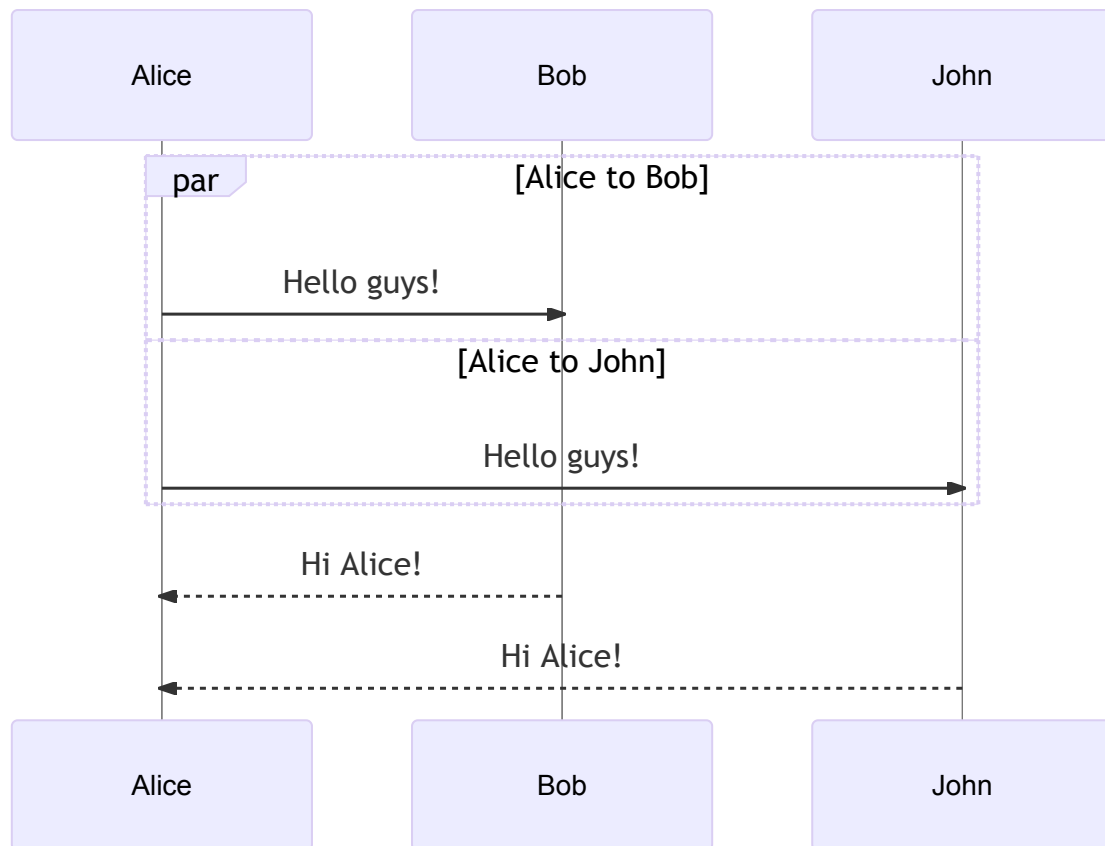 Alice
Bob
John
par
[Alice to Bob]
Hello guys!
[Alice to John]
Hello guys!
Hi Alice!
Hi Alice!
Alice
Bob
John